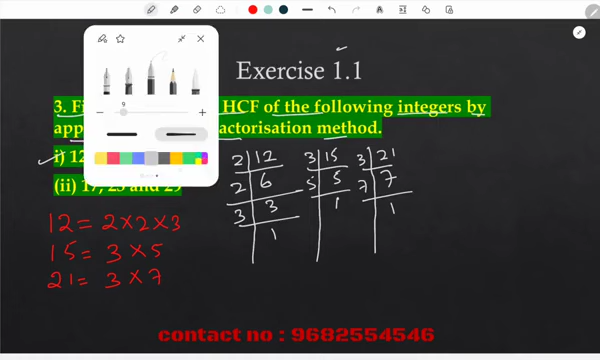 Exercise 1.1
3. Fi HCF of the following integers by
app actorisation method.
i) 12
(ii) 17, 23 and 29
9
2 12
2 6
3 3
1
3 15
5 5
1
3 21
7 7
1
12 = 2 × 2 × 3
15 = 3 × 5
21 = 3 × 7
contact no : 9682554546